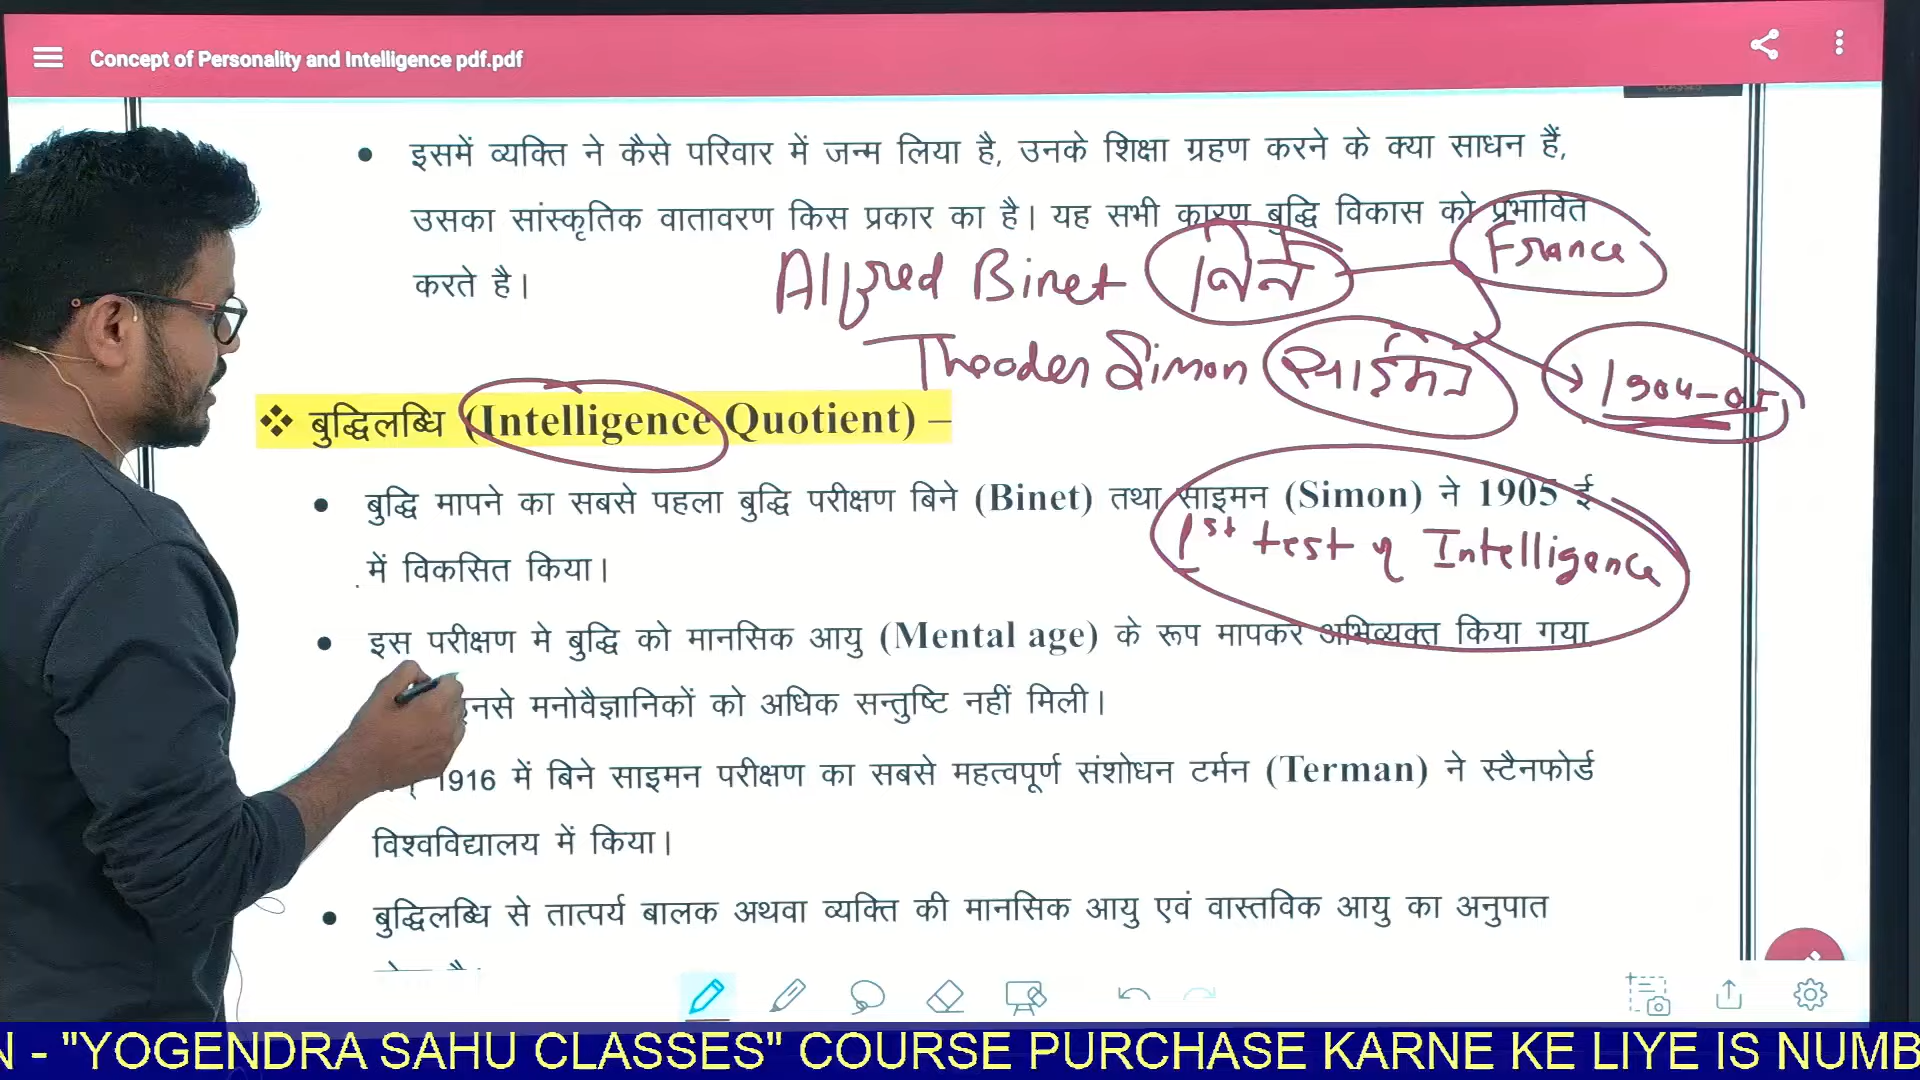 Concept of Personality and Intelligence pdf.pdf
CLASSES
• इसमें व्यक्ति ने कैसे परिवार में जन्म लिया है, उनके शिक्षा ग्रहण करने के क्या साधन हैं,
उसका सांस्कृतिक वातावरण किस प्रकार का है। यह सभी कारण बुद्धि विकास को प्रभावित
करते है।
Alfred Binet बिने France
Theoder Simon साईमन 1904-05
❖ बुद्धिलब्धि (Intelligence Quotient) –
• बुद्धि मापने का सबसे पहला बुद्धि परीक्षण बिने (Binet) तथा साइमन (Simon) ने 1905 ई
में विकसित किया।
1st test of Intelligence
• इस परीक्षण मे बुद्धि को मानसिक आयु (Mental age) के रूप मापकर अभिव्यक्त किया गया
मनोवैज्ञानिकों को अधिक सन्तुष्टि नहीं मिली।
1916 में बिने साइमन परीक्षण का सबसे महत्वपूर्ण संशोधन टर्मन (Terman) ने स्टैनफोर्ड
विश्वविद्यालय में किया।
• बुद्धिलब्धि से तात्पर्य बालक अथवा व्यक्ति की मानसिक आयु एवं वास्तविक आयु का अनुपात
N - "YOGENDRA SAHU CLASSES" COURSE PURCHASE KARNE KE LIYE IS NUMB